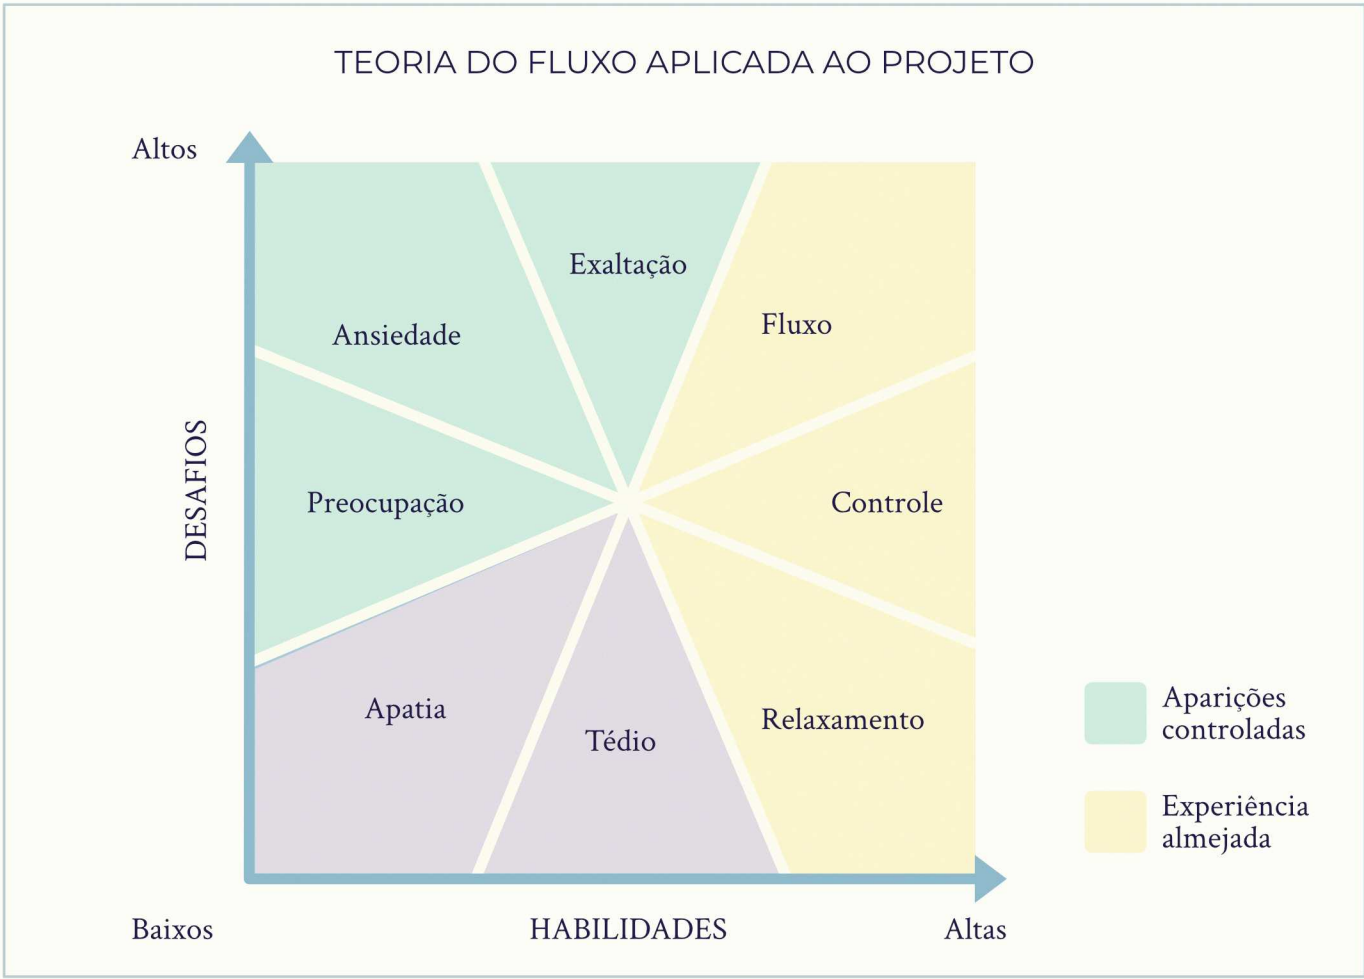 TEORIA DO FLUXO APLICADA AO PROJETO
Altos
Exaltação
Fluxo
Ansiedade
DESAFIOS
Preocupação
Controle
Apatia
Tédio
Relaxamento
Aparições
controladas
Experiência
almejada
Baixos
HABILIDADES
Altas